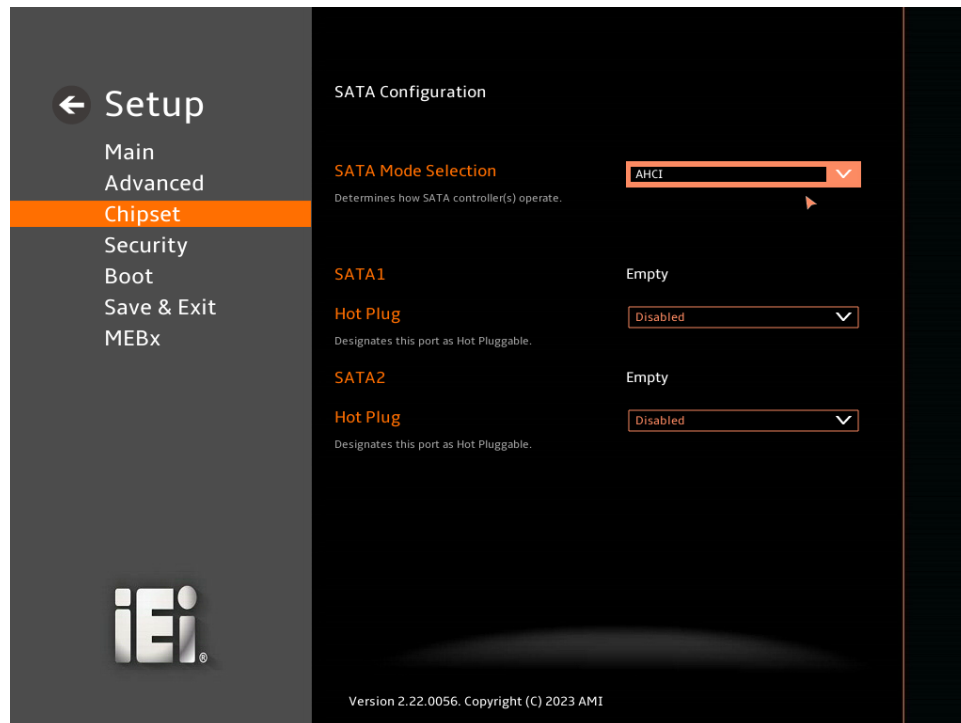 Setup
Main
Advanced
Chipset
Security
Boot
Save & Exit
MEBx
iEi®
SATA Configuration
SATA Mode Selection
AHCI
Determines how SATA controller(s) operate.
SATA1
Empty
Hot Plug
Disabled
Designates this port as Hot Pluggable.
SATA2
Empty
Hot Plug
Disabled
Designates this port as Hot Pluggable.
Version 2.22.0056. Copyright (C) 2023 AMI